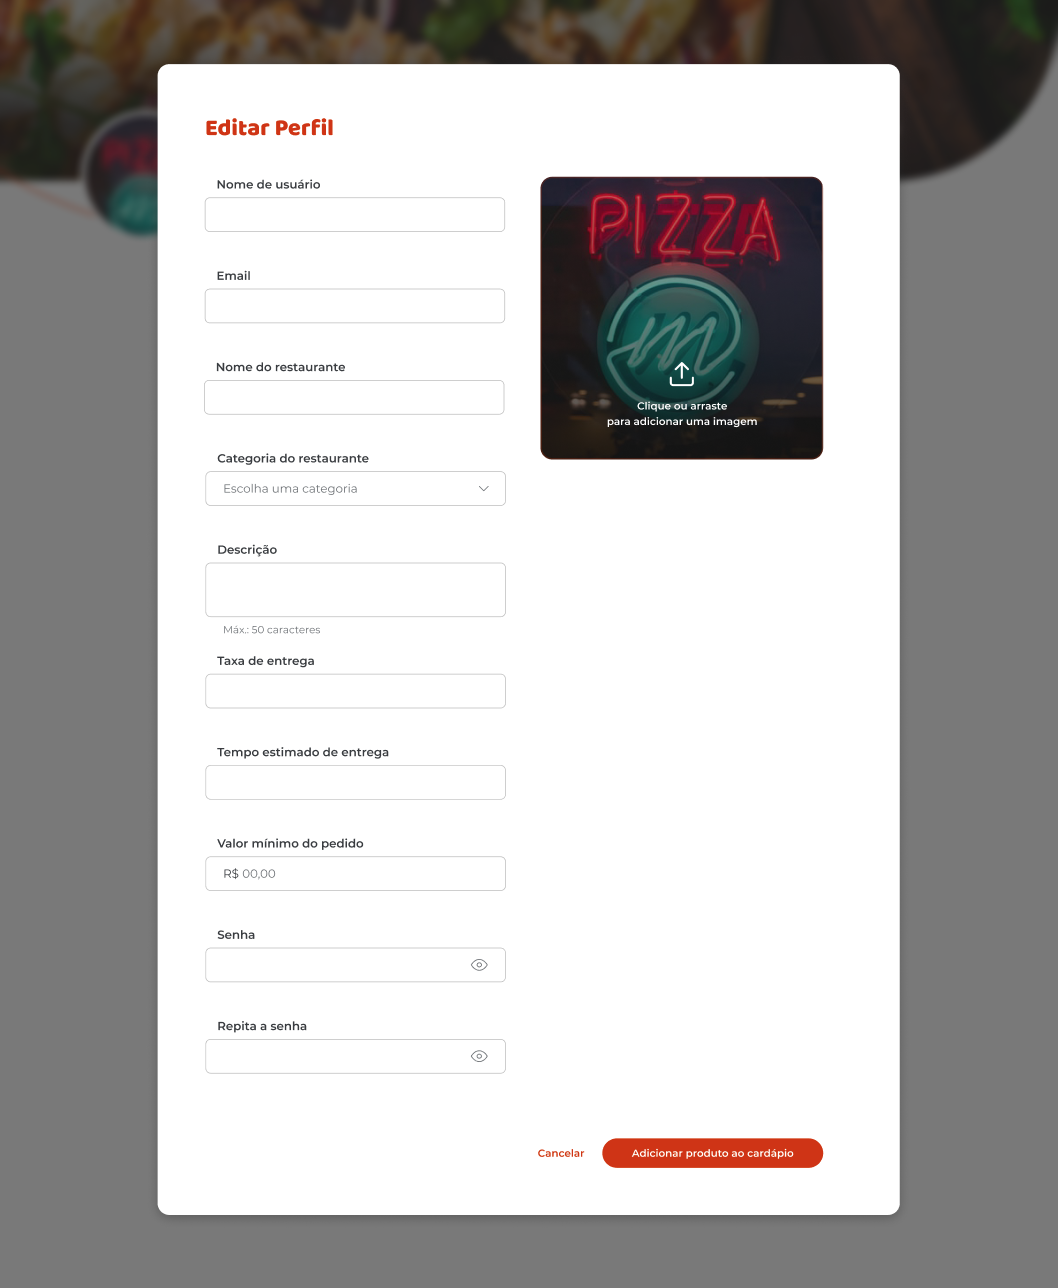 Editar Perfil
Nome de usuário
Email
Nome do restaurante
Categoria do restaurante
Escolha uma categoria
Descrição
Máx.: 50 caracteres
Taxa de entrega
Tempo estimado de entrega
Valor mínimo do pedido
R$ 00,00
Senha
Repita a senha
PIZZA
m
Clique ou arraste
para adicionar uma imagem
Cancelar
Adicionar produto ao cardápio